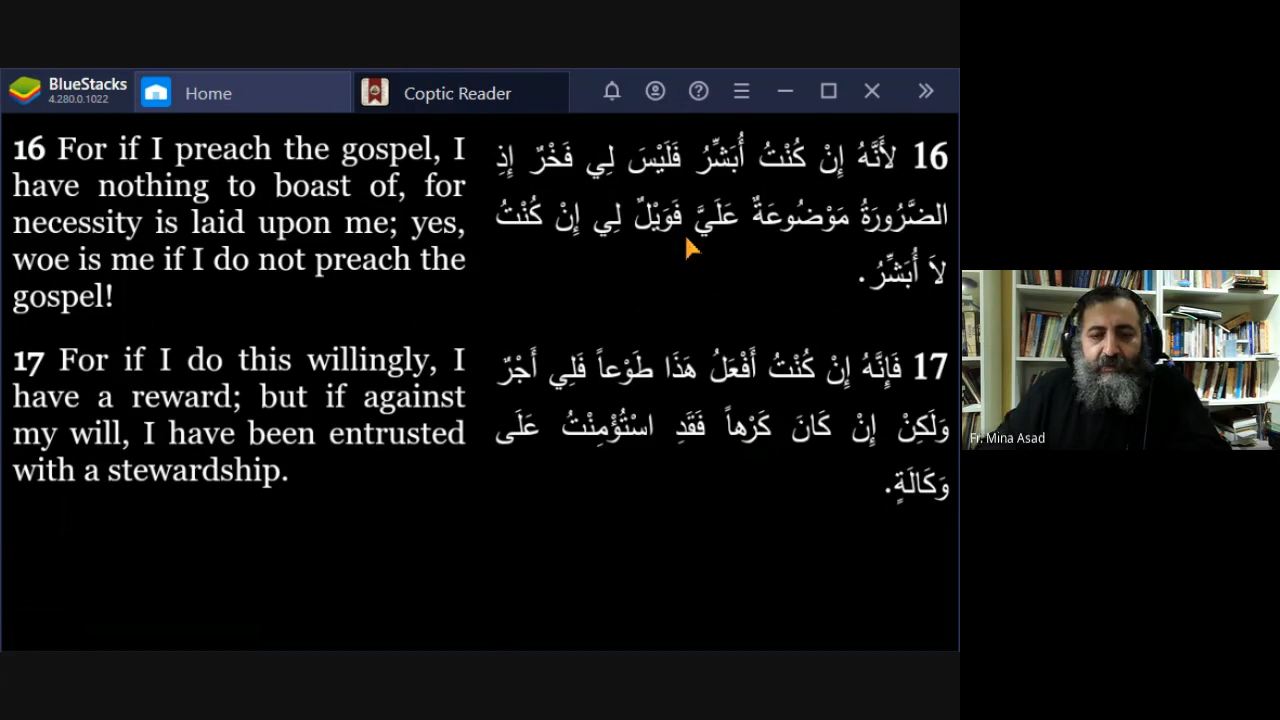 BlueStacks
4.280.0.1022
Home
Coptic Reader
16 For if I preach the gospel, I
have nothing to boast of, for
necessity is laid upon me; yes,
woe is me if I do not preach the
gospel!
16 لأَنَّهُ إِنْ كُنْتُ أُبَشِّرُ فَلَيْسَ لِي فَخْرٌ إِذِ
الضَّرُورَةُ مَوْضُوعَةٌ عَلَيَّ فَوَيْلٌ لِي إِنْ كُنْتُ
لاَ أُبَشِّرُ.
17 For if I do this willingly, I
have a reward; but if against
my will, I have been entrusted
with a stewardship.
17 فَإِنَّهُ إِنْ كُنْتُ أَفْعَلُ هَذَا طَوْعاً فَلِي أَجْرٌ
وَلَكِنْ إِنْ كَانَ كَرْهاً فَقَدِ اسْتُؤْمِنْتُ عَلَى
وَكَالَةٍ.
Fr. Mina Asad